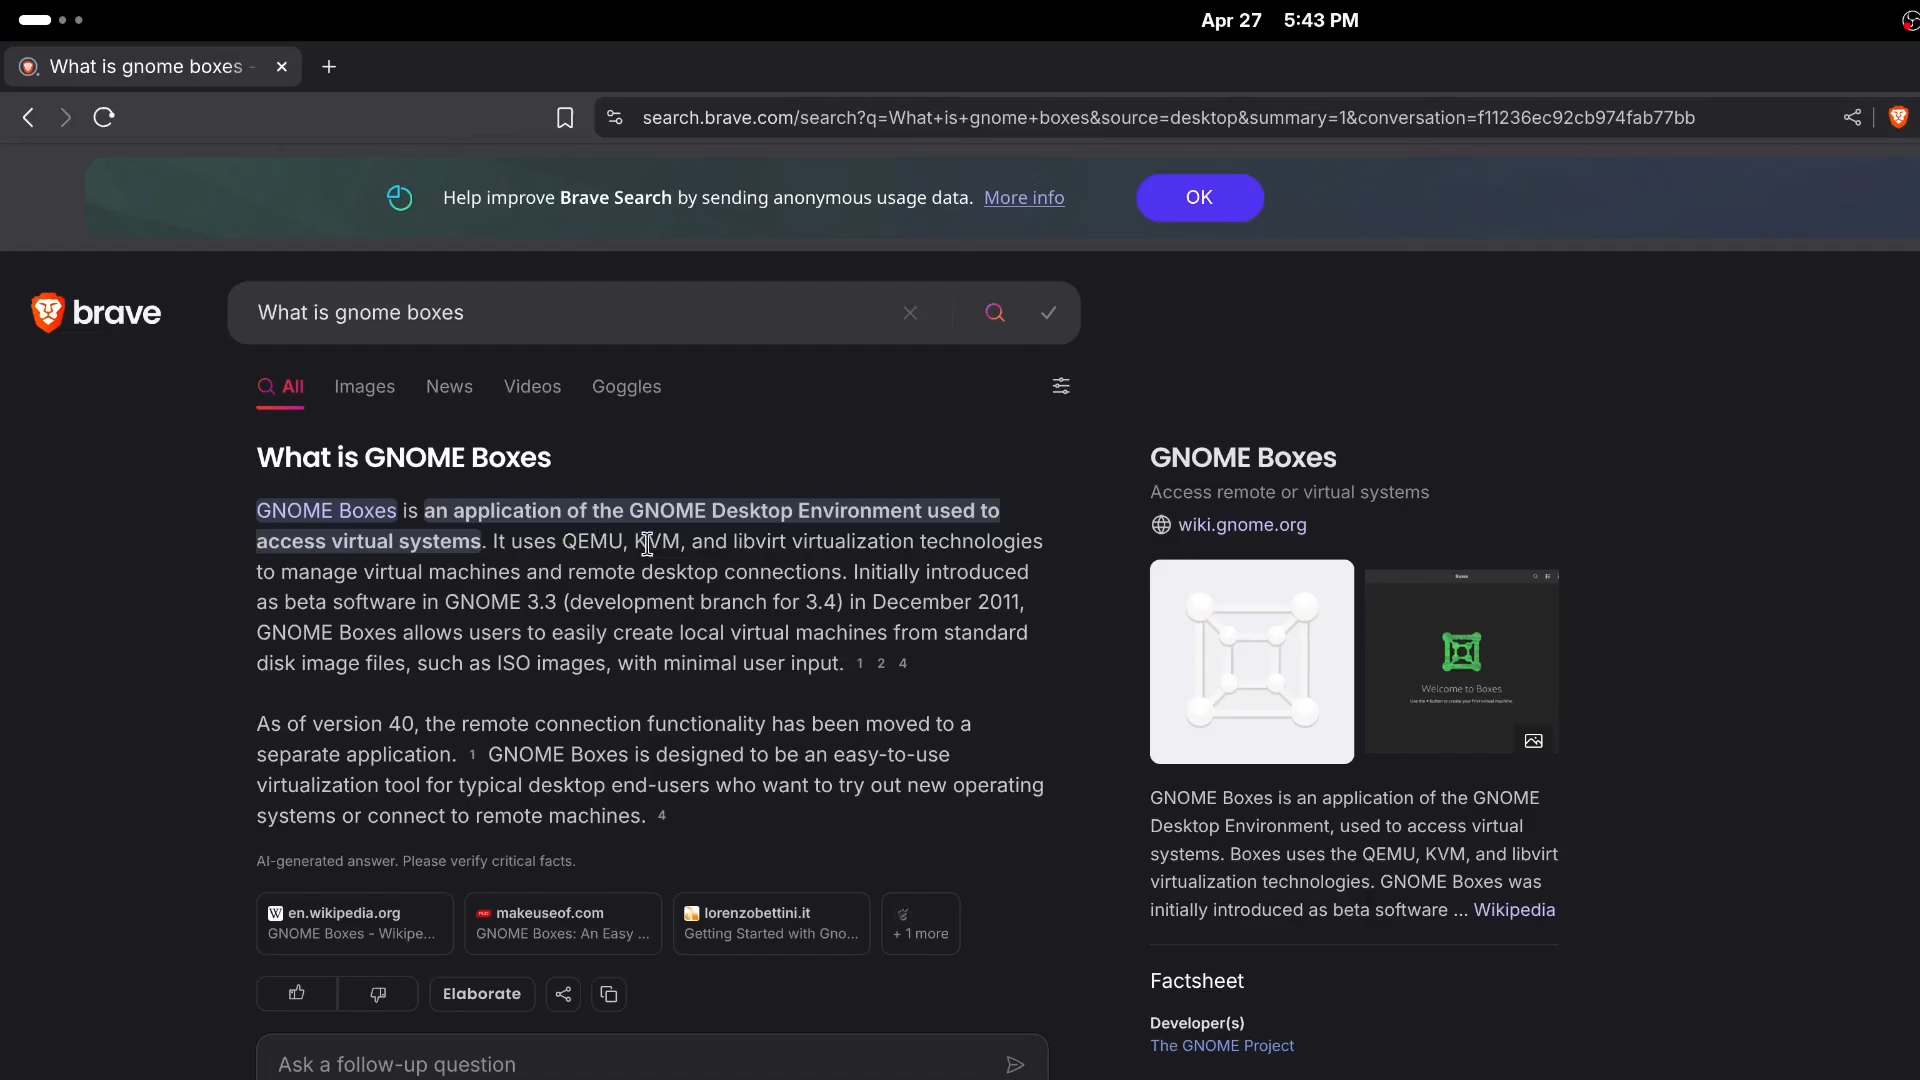 Apr 27 5:43 PM
What is gnome boxes -
search.brave.com/search?q=What+is+gnome+boxes&source=desktop&summary=1&conversation=f11236ec92cb974fab77bb
Help improve Brave Search by sending anonymous usage data. More info
OK
brave
What is gnome boxes
All
Images
News
Videos
Goggles
What is GNOME Boxes
GNOME Boxes is an application of the GNOME Desktop Environment used to
access virtual systems. It uses QEMU, KVM, and libvirt virtualization technologies
to manage virtual machines and remote desktop connections. Initially introduced
as beta software in GNOME 3.3 (development branch for 3.4) in December 2011,
GNOME Boxes allows users to easily create local virtual machines from standard
disk image files, such as ISO images, with minimal user input. 1 2 4
As of version 40, the remote connection functionality has been moved to a
separate application. 1 GNOME Boxes is designed to be an easy-to-use
virtualization tool for typical desktop end-users who want to try out new operating
systems or connect to remote machines. 4
AI-generated answer. Please verify critical facts.
en.wikipedia.org
GNOME Boxes - Wikipe...
makeuseof.com
GNOME Boxes: An Easy ...
lorenzobettini.it
Getting Started with Gno...
+ 1 more
Elaborate
Ask a follow-up question
GNOME Boxes
Access remote or virtual systems
wiki.gnome.org
Boxes
Welcome to Boxes
Use the + button to create your first virtual machine.
GNOME Boxes is an application of the GNOME
Desktop Environment, used to access virtual
systems. Boxes uses the QEMU, KVM, and libvirt
virtualization technologies. GNOME Boxes was
initially introduced as beta software ... Wikipedia
Factsheet
Developer(s)
The GNOME Project